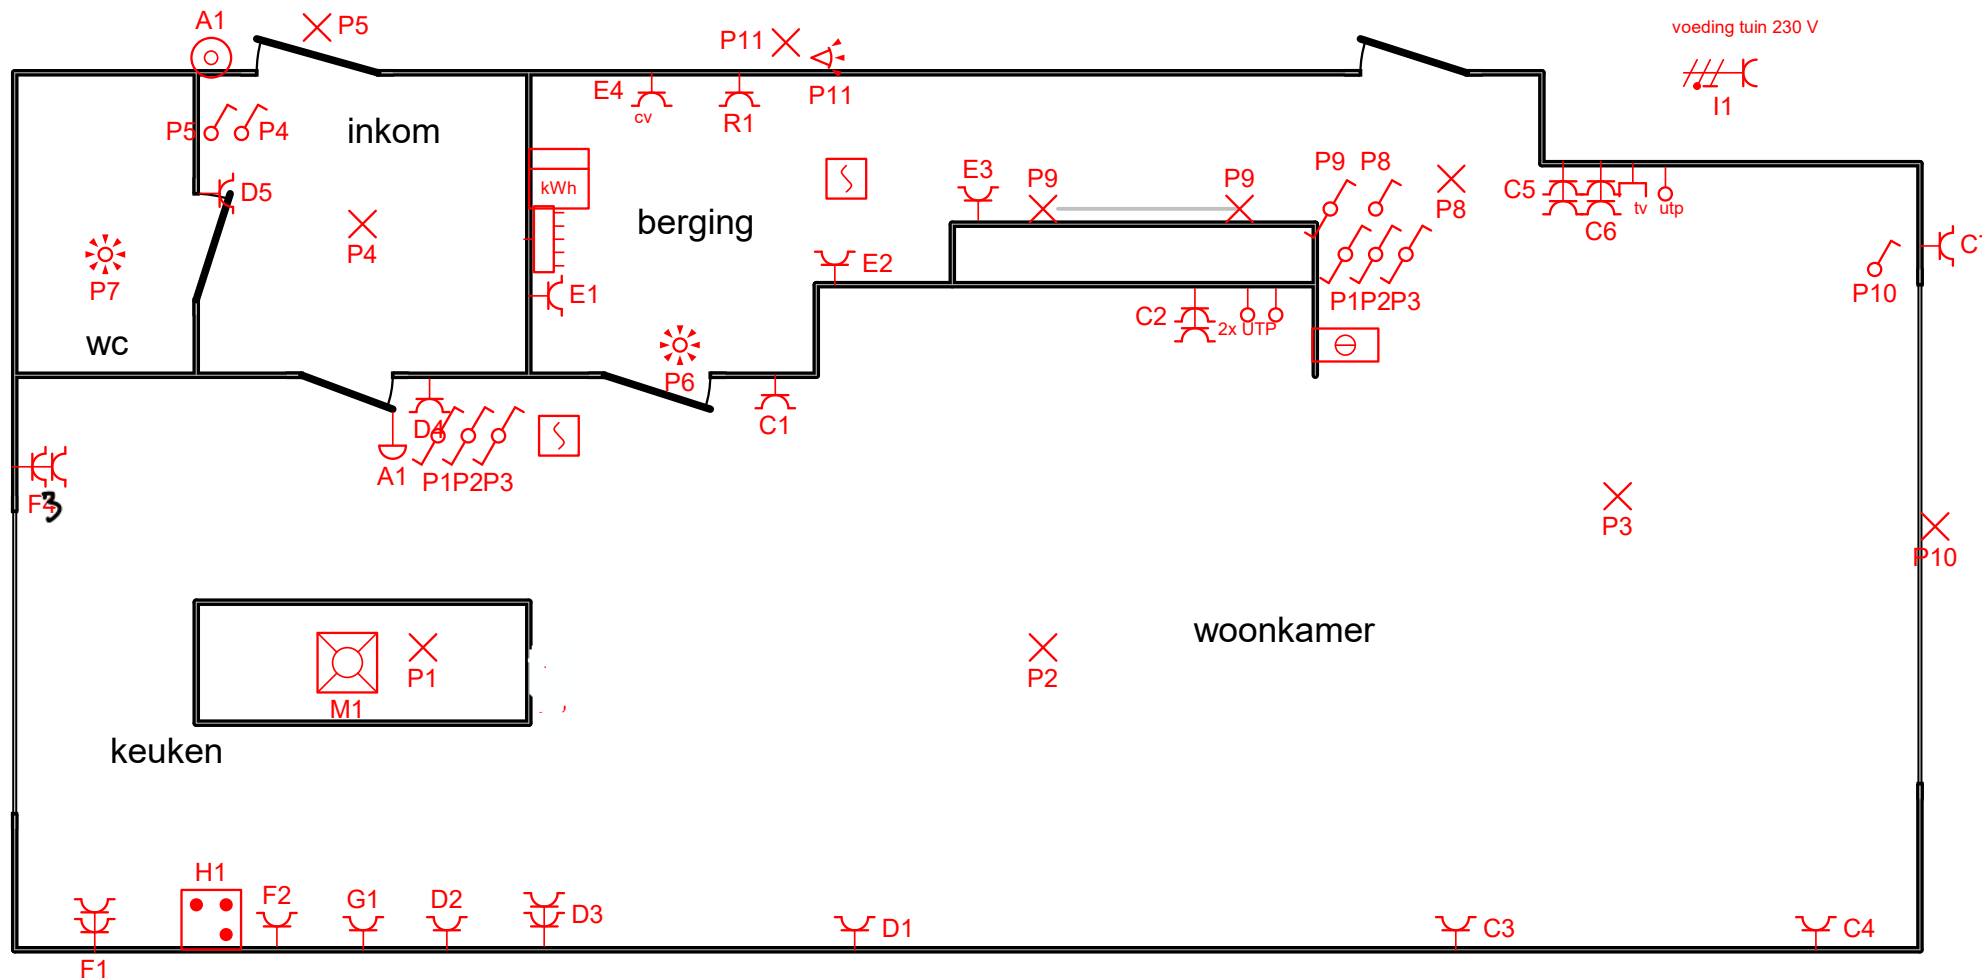 voeding tuin 230 V
A1
P5
P11
E4
cv
R1
P11
I1
P5
P4
inkom
kWh
D5
E3
P9
P9
P9
P8
P8
C5
tv
utp
C6
berging
P4
E2
C
P7
E1
P1P2P3
P10
C2
2x UTP
wc
P6
C1
D4
A1
P1P2P3
F4
3
P3
P10
woonkamer
P1
P2
M1
keuken
H1
F2
G1
D2
D3
D1
C3
C4
F1